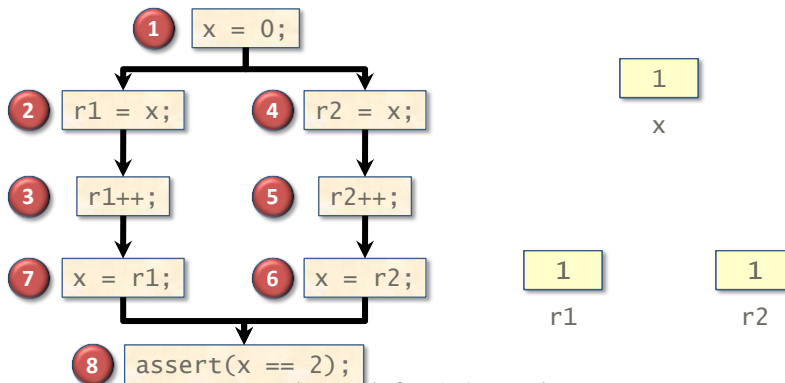 1 x = 0;
2 r1 = x;
4 r2 = x;
3 r1++;
5 r2++;
7 x = r1;
6 x = r2;
8 assert(x == 2);
1
x
1
r1
1
r2